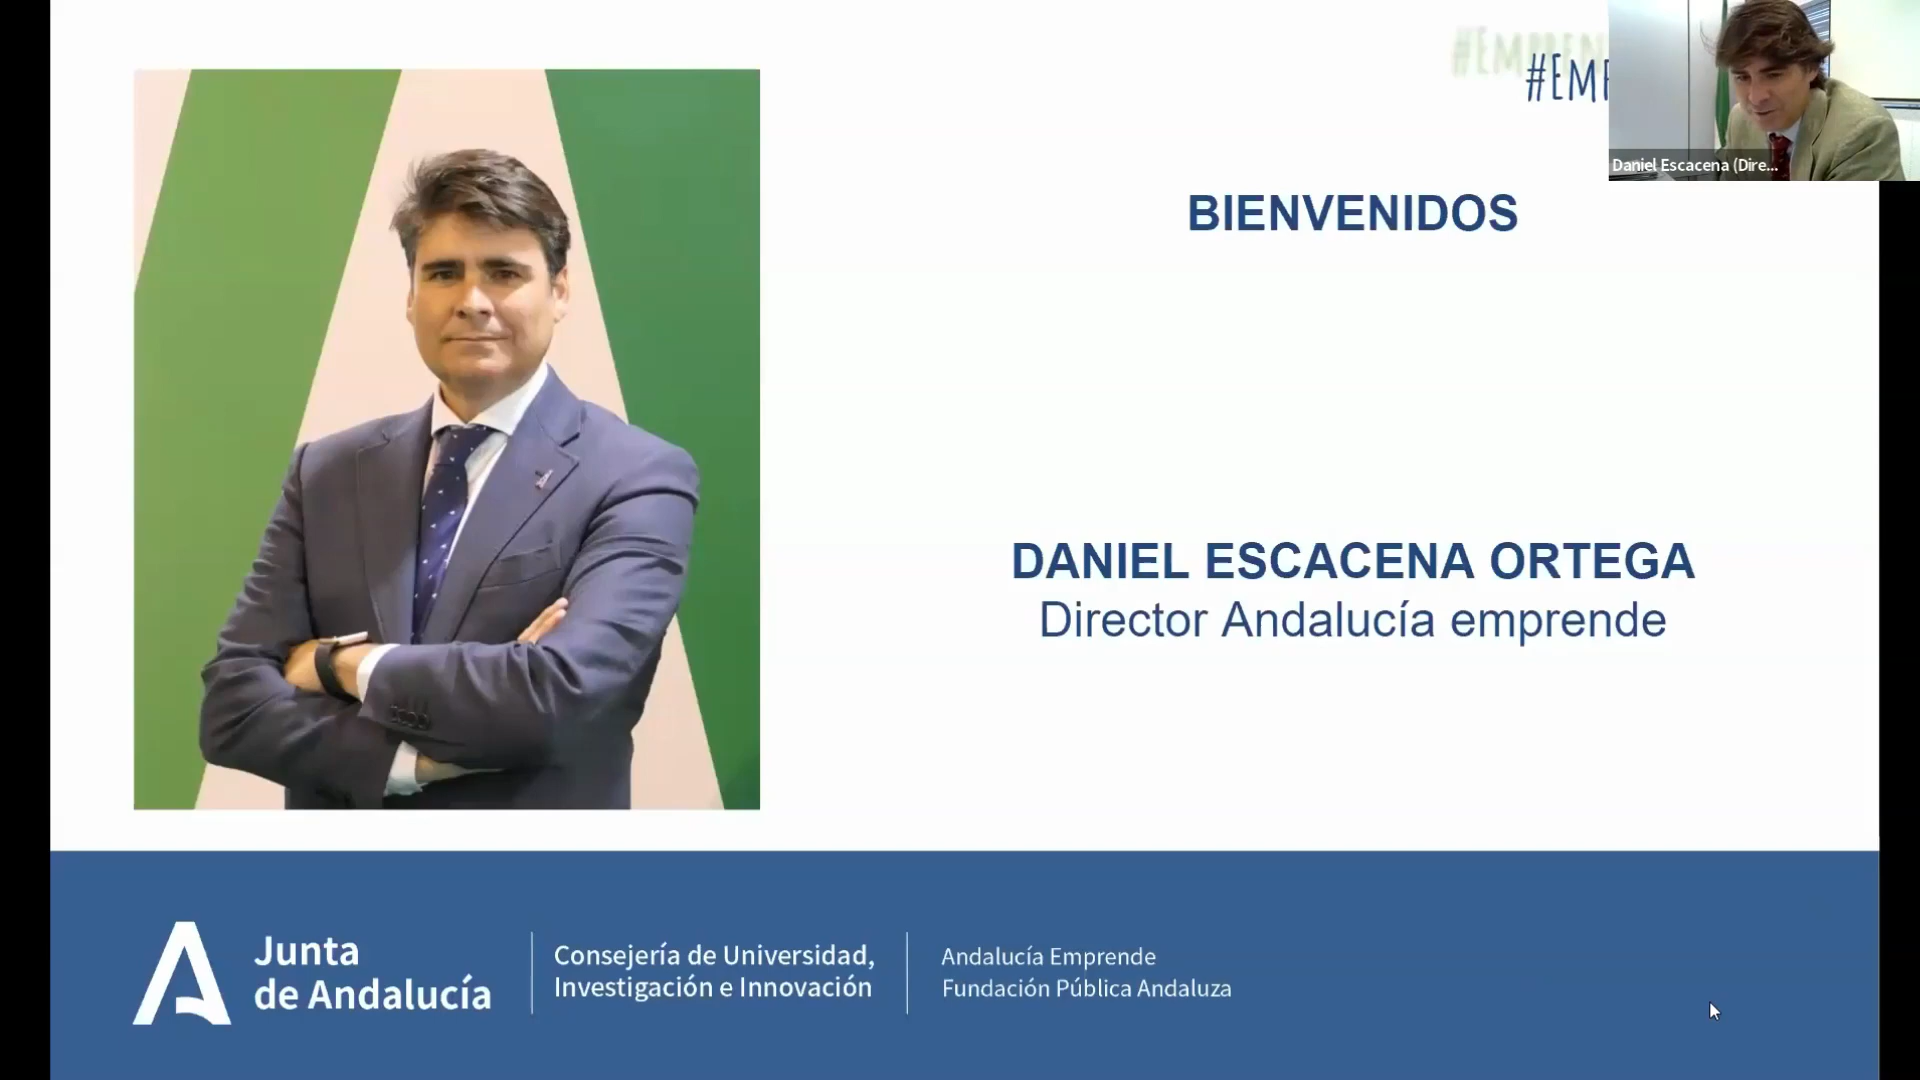 #EMPREN
#EMP
Daniel Escacena (Dire...
BIENVENIDOS
DANIEL ESCACENA ORTEGA
Director Andalucía emprende
Junta
de Andalucía
Consejería de Universidad,
Investigación e Innovación
Andalucía Emprende
Fundación Pública Andaluza